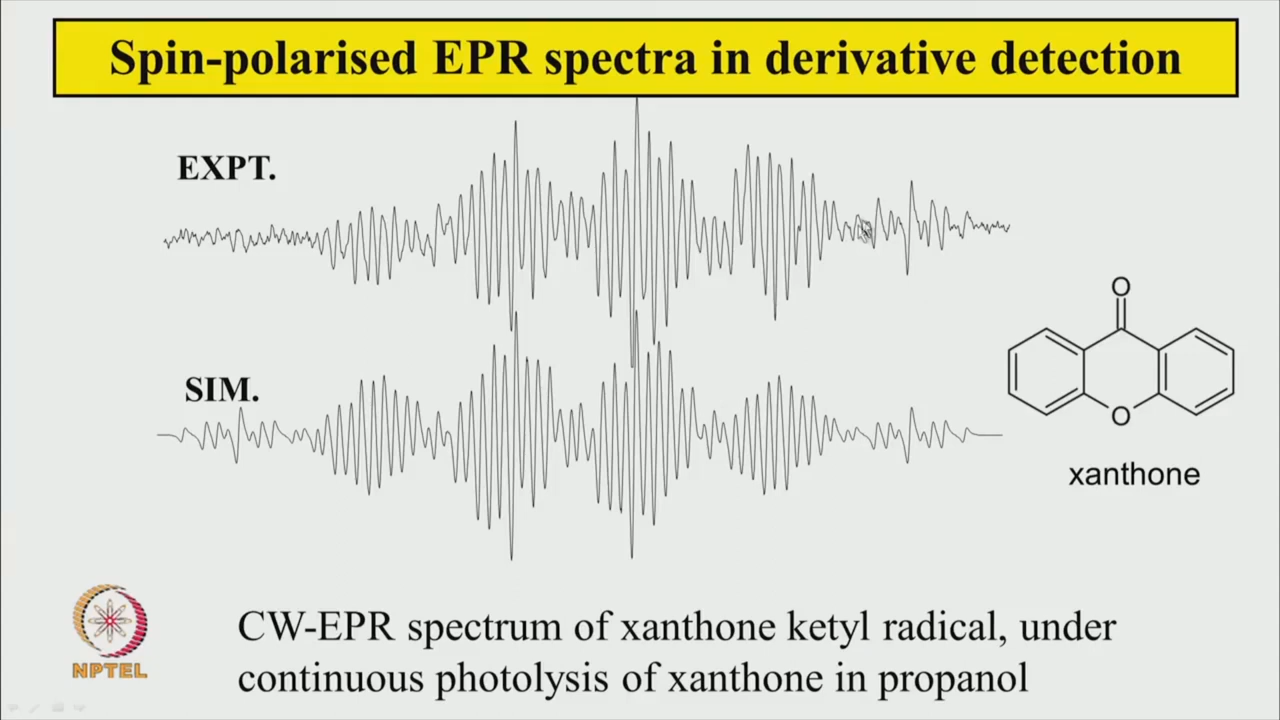 Spin-polarised EPR spectra in derivative detection
EXPT.
SIM.
O
O
xanthone
NPTEL
CW-EPR spectrum of xanthone ketyl radical, under
continuous photolysis of xanthone in propanol